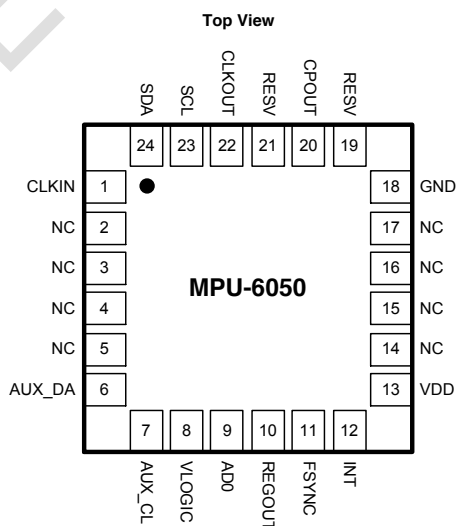 Top View
SDA
SCL
CLKOUT
RESV
CPOUT
RESV
24
23
22
21
20
19
CLKIN 1
18 GND
NC 2
17 NC
NC 3
16 NC
MPU-6050
NC 4
15 NC
NC 5
14 NC
AUX_DA 6
13 VDD
7
8
9
10
11
12
AUX_CL
VLOGIC
AD0
REGOUT
FSYNC
INT